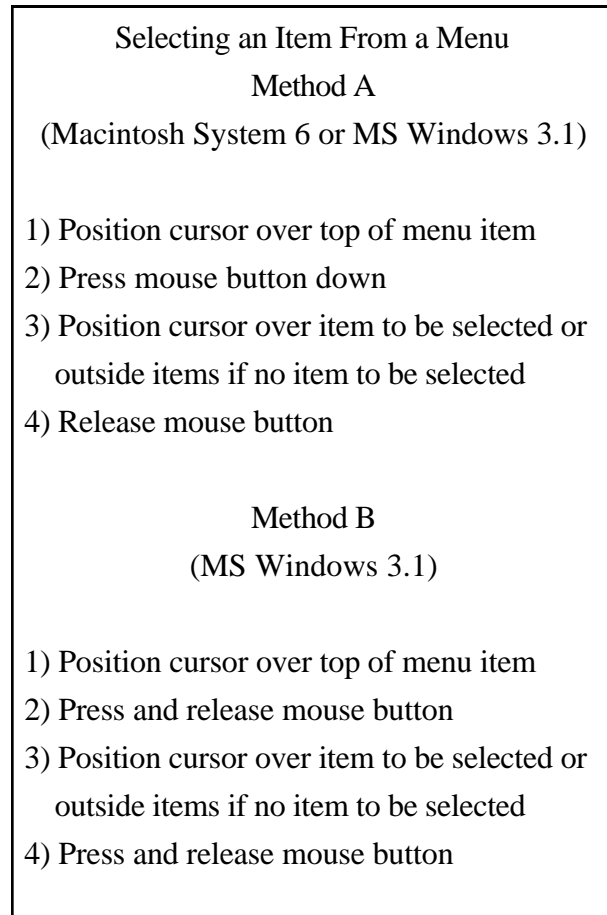 Selecting an Item From a Menu
Method A
(Macintosh System 6 or MS Windows 3.1)
1) Position cursor over top of menu item
2) Press mouse button down
3) Position cursor over item to be selected or
outside items if no item to be selected
4) Release mouse button
Method B
(MS Windows 3.1)
1) Position cursor over top of menu item
2) Press and release mouse button
3) Position cursor over item to be selected or
outside items if no item to be selected
4) Press and release mouse button